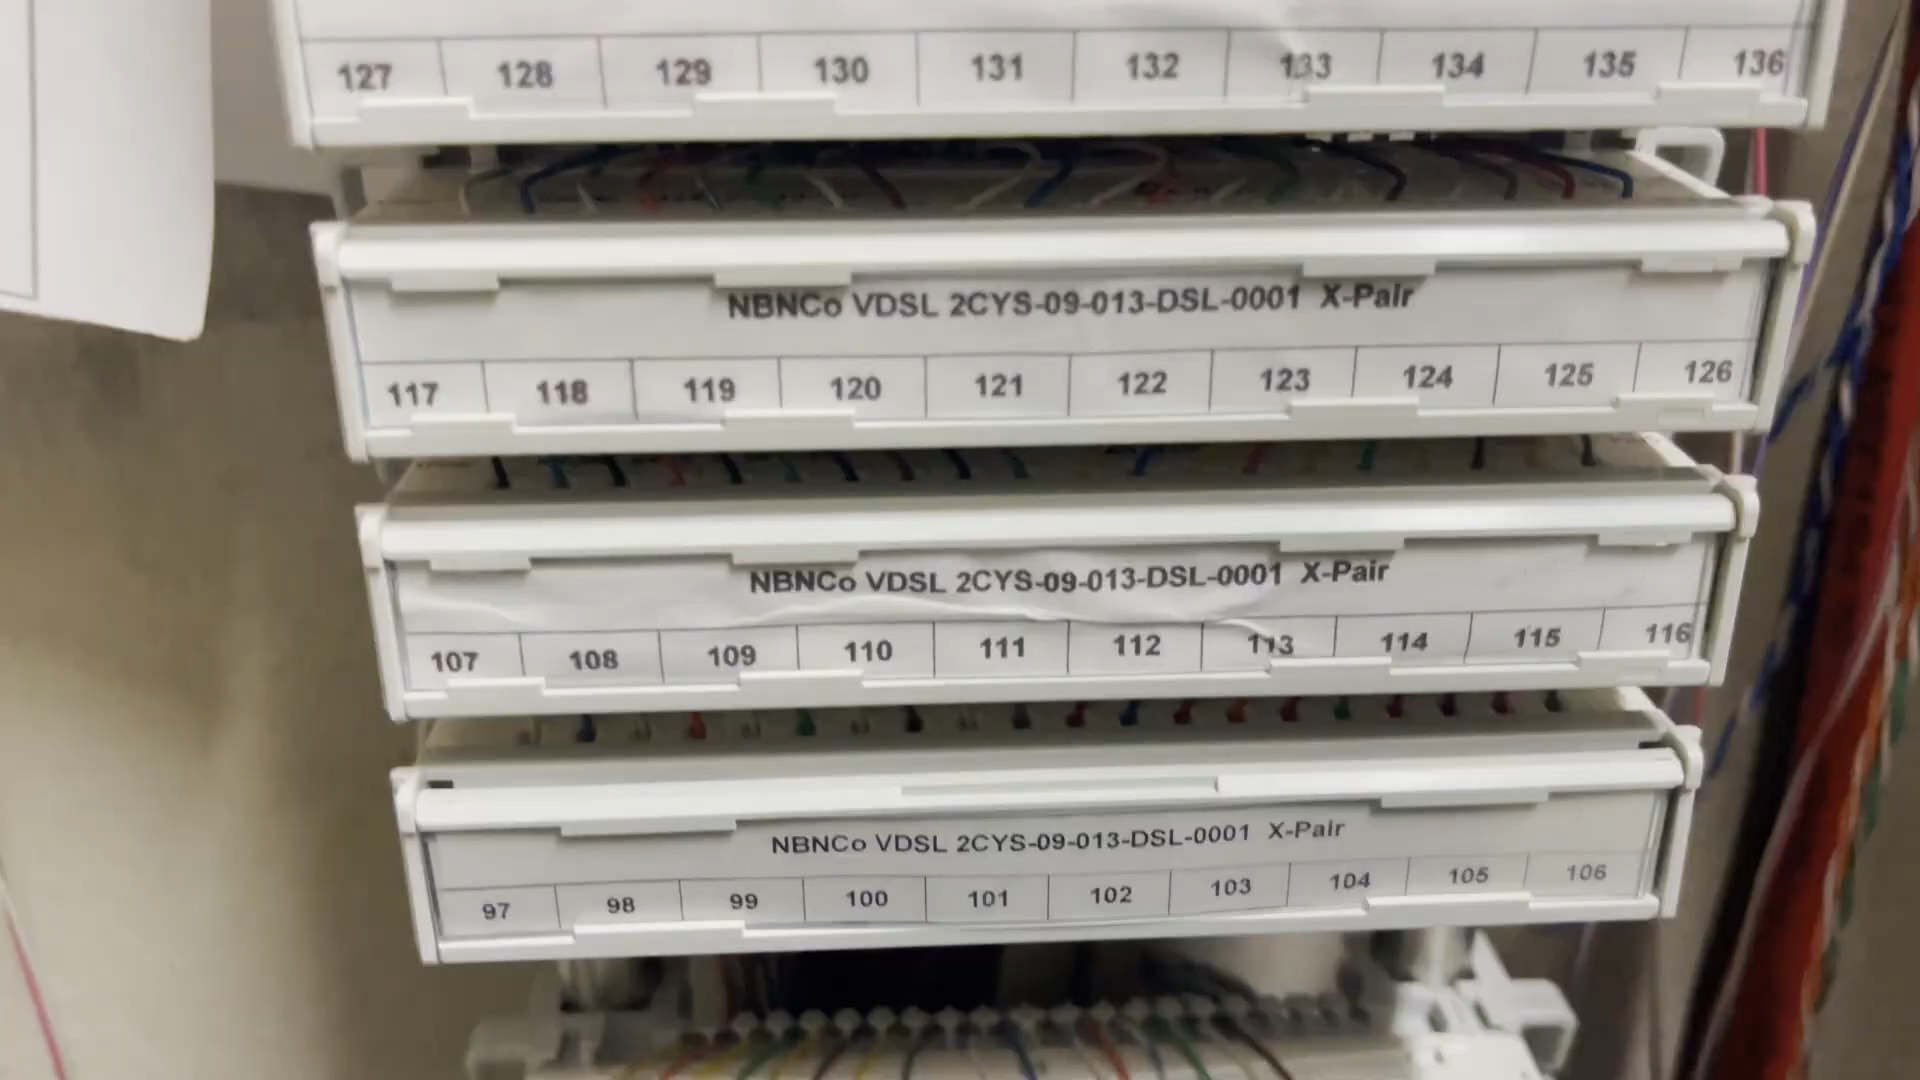 127 128 129 130 131 132 133 134 135 136
NBNCo VDSL 2CYS-09-013-DSL-0001 X-Pair
117 118 119 120 121 122 123 124 125 126
NBNCo VDSL 2CYS-09-013-DSL-0001 X-Pair
107 108 109 110 111 112 113 114 115 116
NBNCo VDSL 2CYS-09-013-DSL-0001 X-Pair
97 98 99 100 101 102 103 104 105 106